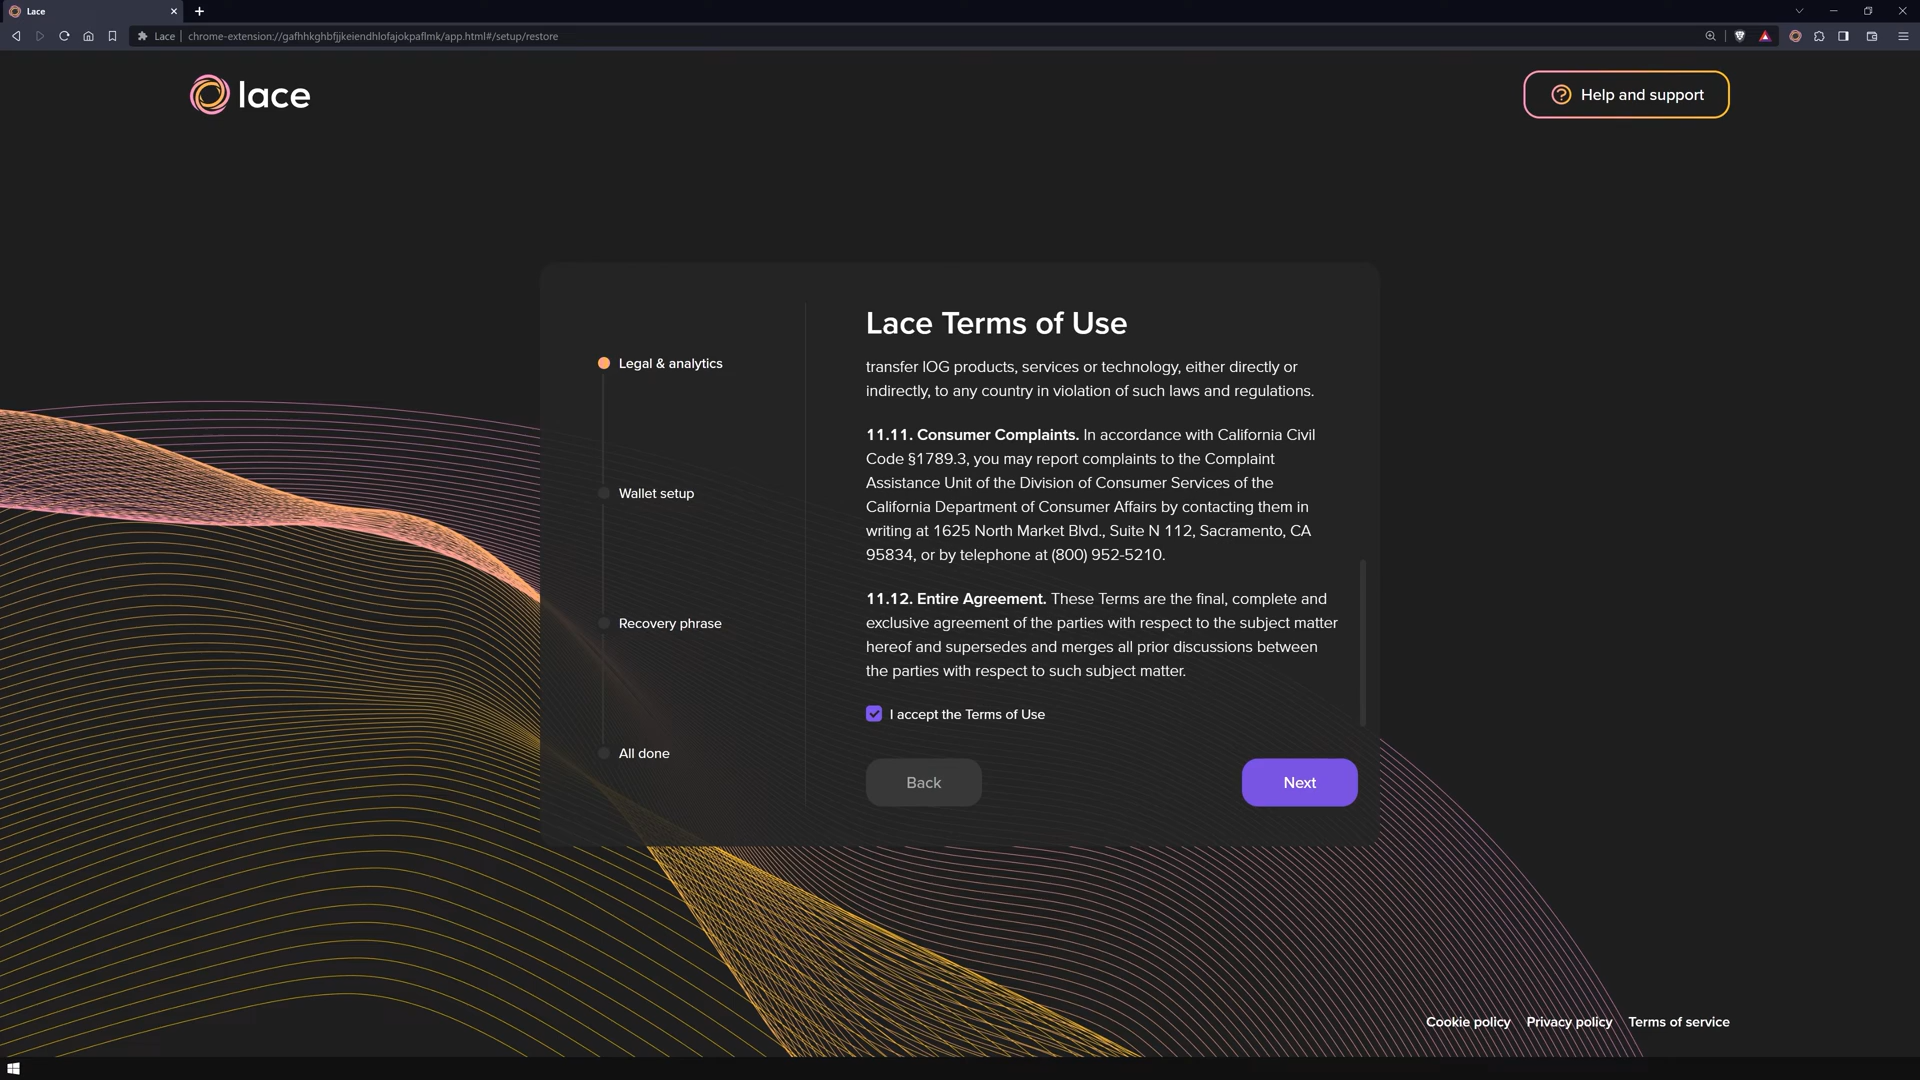 Lace
Lace
chrome-extension://gafhhkghbfjjkeiendhlofajokpaflmk/app.html#/setup/restore
lace
Help and support
Legal & analytics
Wallet setup
Recovery phrase
All done
Lace Terms of Use
transfer IOG products, services or technology, either directly or
indirectly, to any country in violation of such laws and regulations.
11.11. Consumer Complaints. In accordance with California Civil
Code §1789.3, you may report complaints to the Complaint
Assistance Unit of the Division of Consumer Services of the
California Department of Consumer Affairs by contacting them in
writing at 1625 North Market Blvd., Suite N 112, Sacramento, CA
95834, or by telephone at (800) 952-5210.
11.12. Entire Agreement. These Terms are the final, complete and
exclusive agreement of the parties with respect to the subject matter
hereof and supersedes and merges all prior discussions between
the parties with respect to such subject matter.
I accept the Terms of Use
Back
Next
Cookie policy
Privacy policy
Terms of service